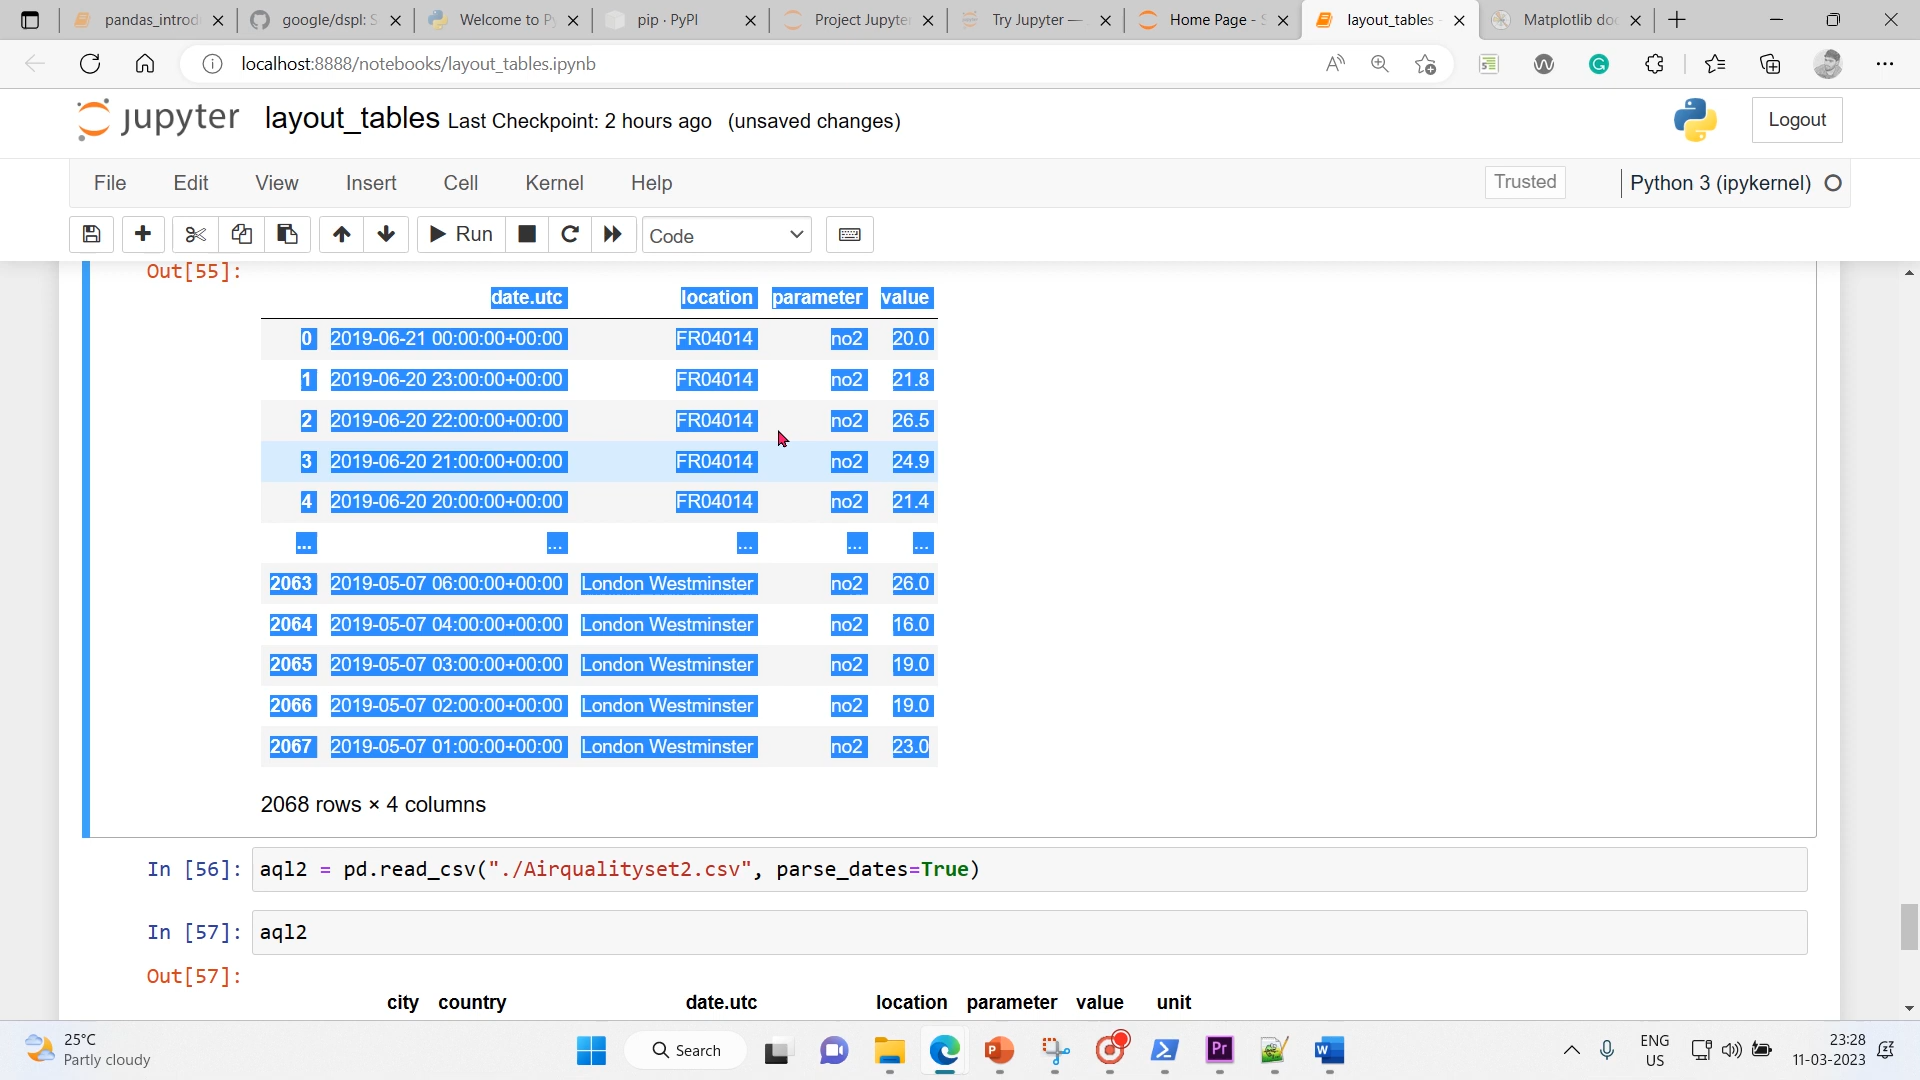 pandas_introdu
google/dspl: S
Welcome to Py
pip · PyPI
Project Jupyter
Try Jupyter —
Home Page - S
layout_tables -
Matplotlib doc
localhost:8888/notebooks/layout_tables.ipynb
jupyter layout_tables Last Checkpoint: 2 hours ago (unsaved changes)
Logout
File Edit View Insert Cell Kernel Help
Trusted
Python 3 (ipykernel)
Run
Code
Out[55]:
date.utc location parameter value
0 2019-06-21 00:00:00+00:00 FR04014 no2 20.0
1 2019-06-20 23:00:00+00:00 FR04014 no2 21.8
2 2019-06-20 22:00:00+00:00 FR04014 no2 26.5
3 2019-06-20 21:00:00+00:00 FR04014 no2 24.9
4 2019-06-20 20:00:00+00:00 FR04014 no2 21.4
... ... ... ... ...
2063 2019-05-07 06:00:00+00:00 London Westminster no2 26.0
2064 2019-05-07 04:00:00+00:00 London Westminster no2 16.0
2065 2019-05-07 03:00:00+00:00 London Westminster no2 19.0
2066 2019-05-07 02:00:00+00:00 London Westminster no2 19.0
2067 2019-05-07 01:00:00+00:00 London Westminster no2 23.0
2068 rows × 4 columns
In [56]: aql2 = pd.read_csv("./Airqualityset2.csv", parse_dates=True)
In [57]: aql2
Out[57]:
city country date.utc location parameter value unit
25°C
Partly cloudy
Search
ENG
US
23:28
11-03-2023